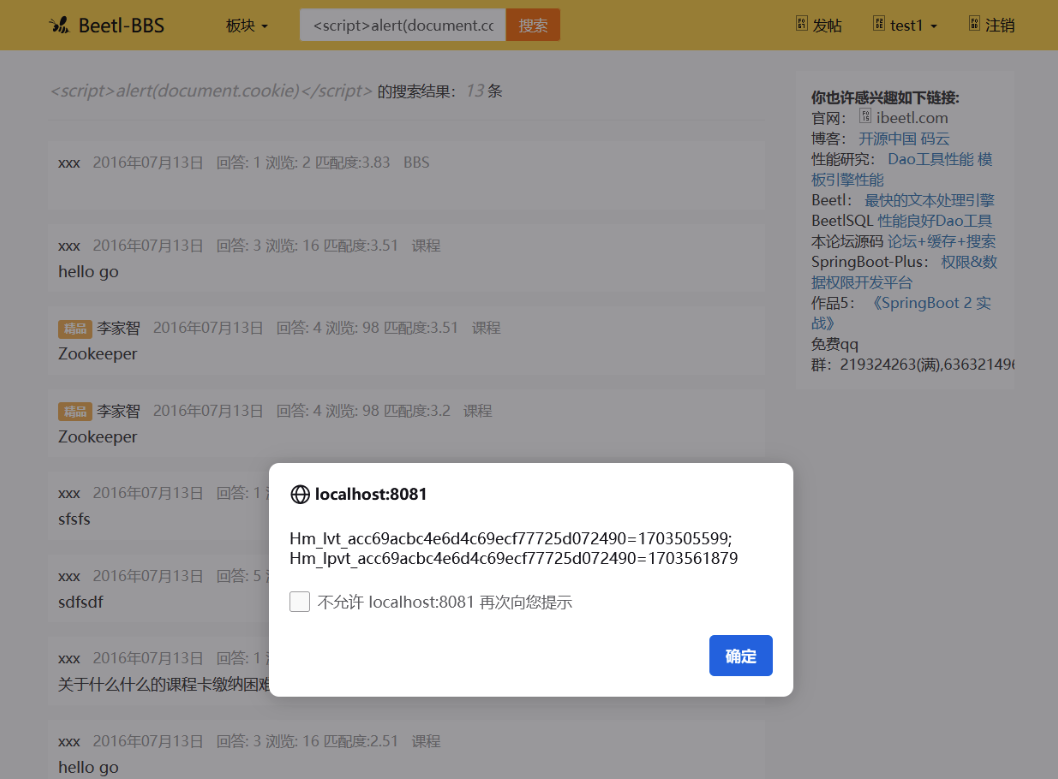 Beetl-BBS 板块 <script>alert(document.cc 搜索 发帖 test1 注销
<script>alert(document.cookie)</script> 的搜索结果： 13 条
xxx 2016年07月13日 回答: 1 浏览: 2 匹配度:3.83 BBS
xxx 2016年07月13日 回答: 3 浏览: 16 匹配度:3.51 课程
hello go
精品 李家智 2016年07月13日 回答: 4 浏览: 98 匹配度:3.51 课程
Zookeeper
精品 李家智 2016年07月13日 回答: 4 浏览: 98 匹配度:3.2 课程
Zookeeper
xxx 2016年07月13日 回答: 1
sfsfs
xxx 2016年07月13日 回答: 5
sdfsdf
xxx 2016年07月13日 回答: 1
关于什么什么的课程卡缴纳困难
xxx 2016年07月13日 回答: 3 浏览: 16 匹配度:2.51 课程
hello go
你也许感兴趣如下链接:
官网： ibeetl.com
博客： 开源中国 码云
性能研究： Dao工具性能 模
板引擎性能
Beetl： 最快的文本处理引擎
BeetlSQL 性能良好Dao工具
本论坛源码 论坛+缓存+搜索
SpringBoot-Plus： 权限&数
据权限开发平台
作品5： 《SpringBoot 2 实
战》
免费qq
群：219324263(满),636321496
localhost:8081
Hm_lvt_acc69acbc4e6d4c69ecf77725d072490=1703505599;
Hm_lpvt_acc69acbc4e6d4c69ecf77725d072490=1703561879
不允许 localhost:8081 再次向您提示
确定